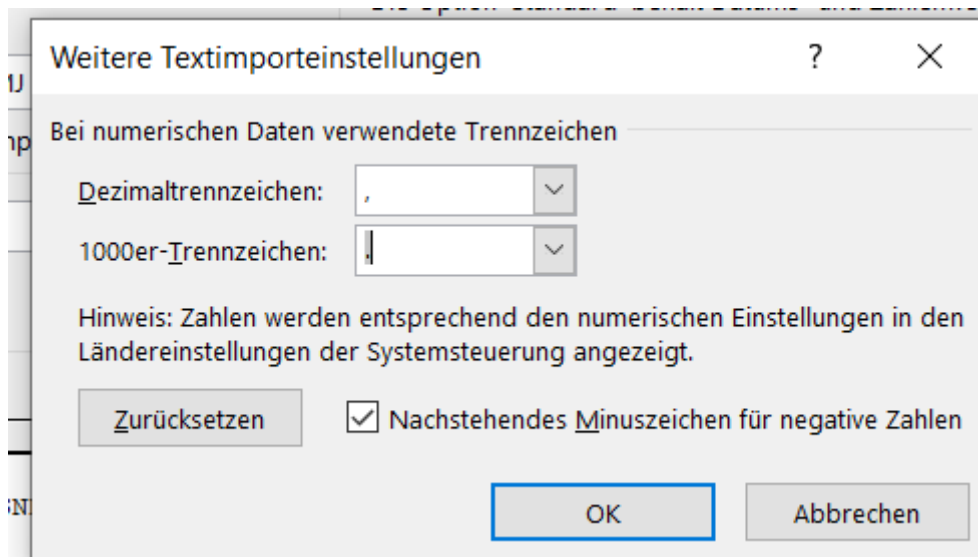 Weitere Textimporteinstellungen ?
MJ
Bei numerischen Daten verwendete Trennzeichen
Dezimaltrennzeichen: ,
1000er-Trennzeichen: .
Hinweis: Zahlen werden entsprechend den numerischen Einstellungen in den
Ländereinstellungen der Systemsteuerung angezeigt.
Zurücksetzen Nachstehendes Minuszeichen für negative Zahlen
OK Abbrechen